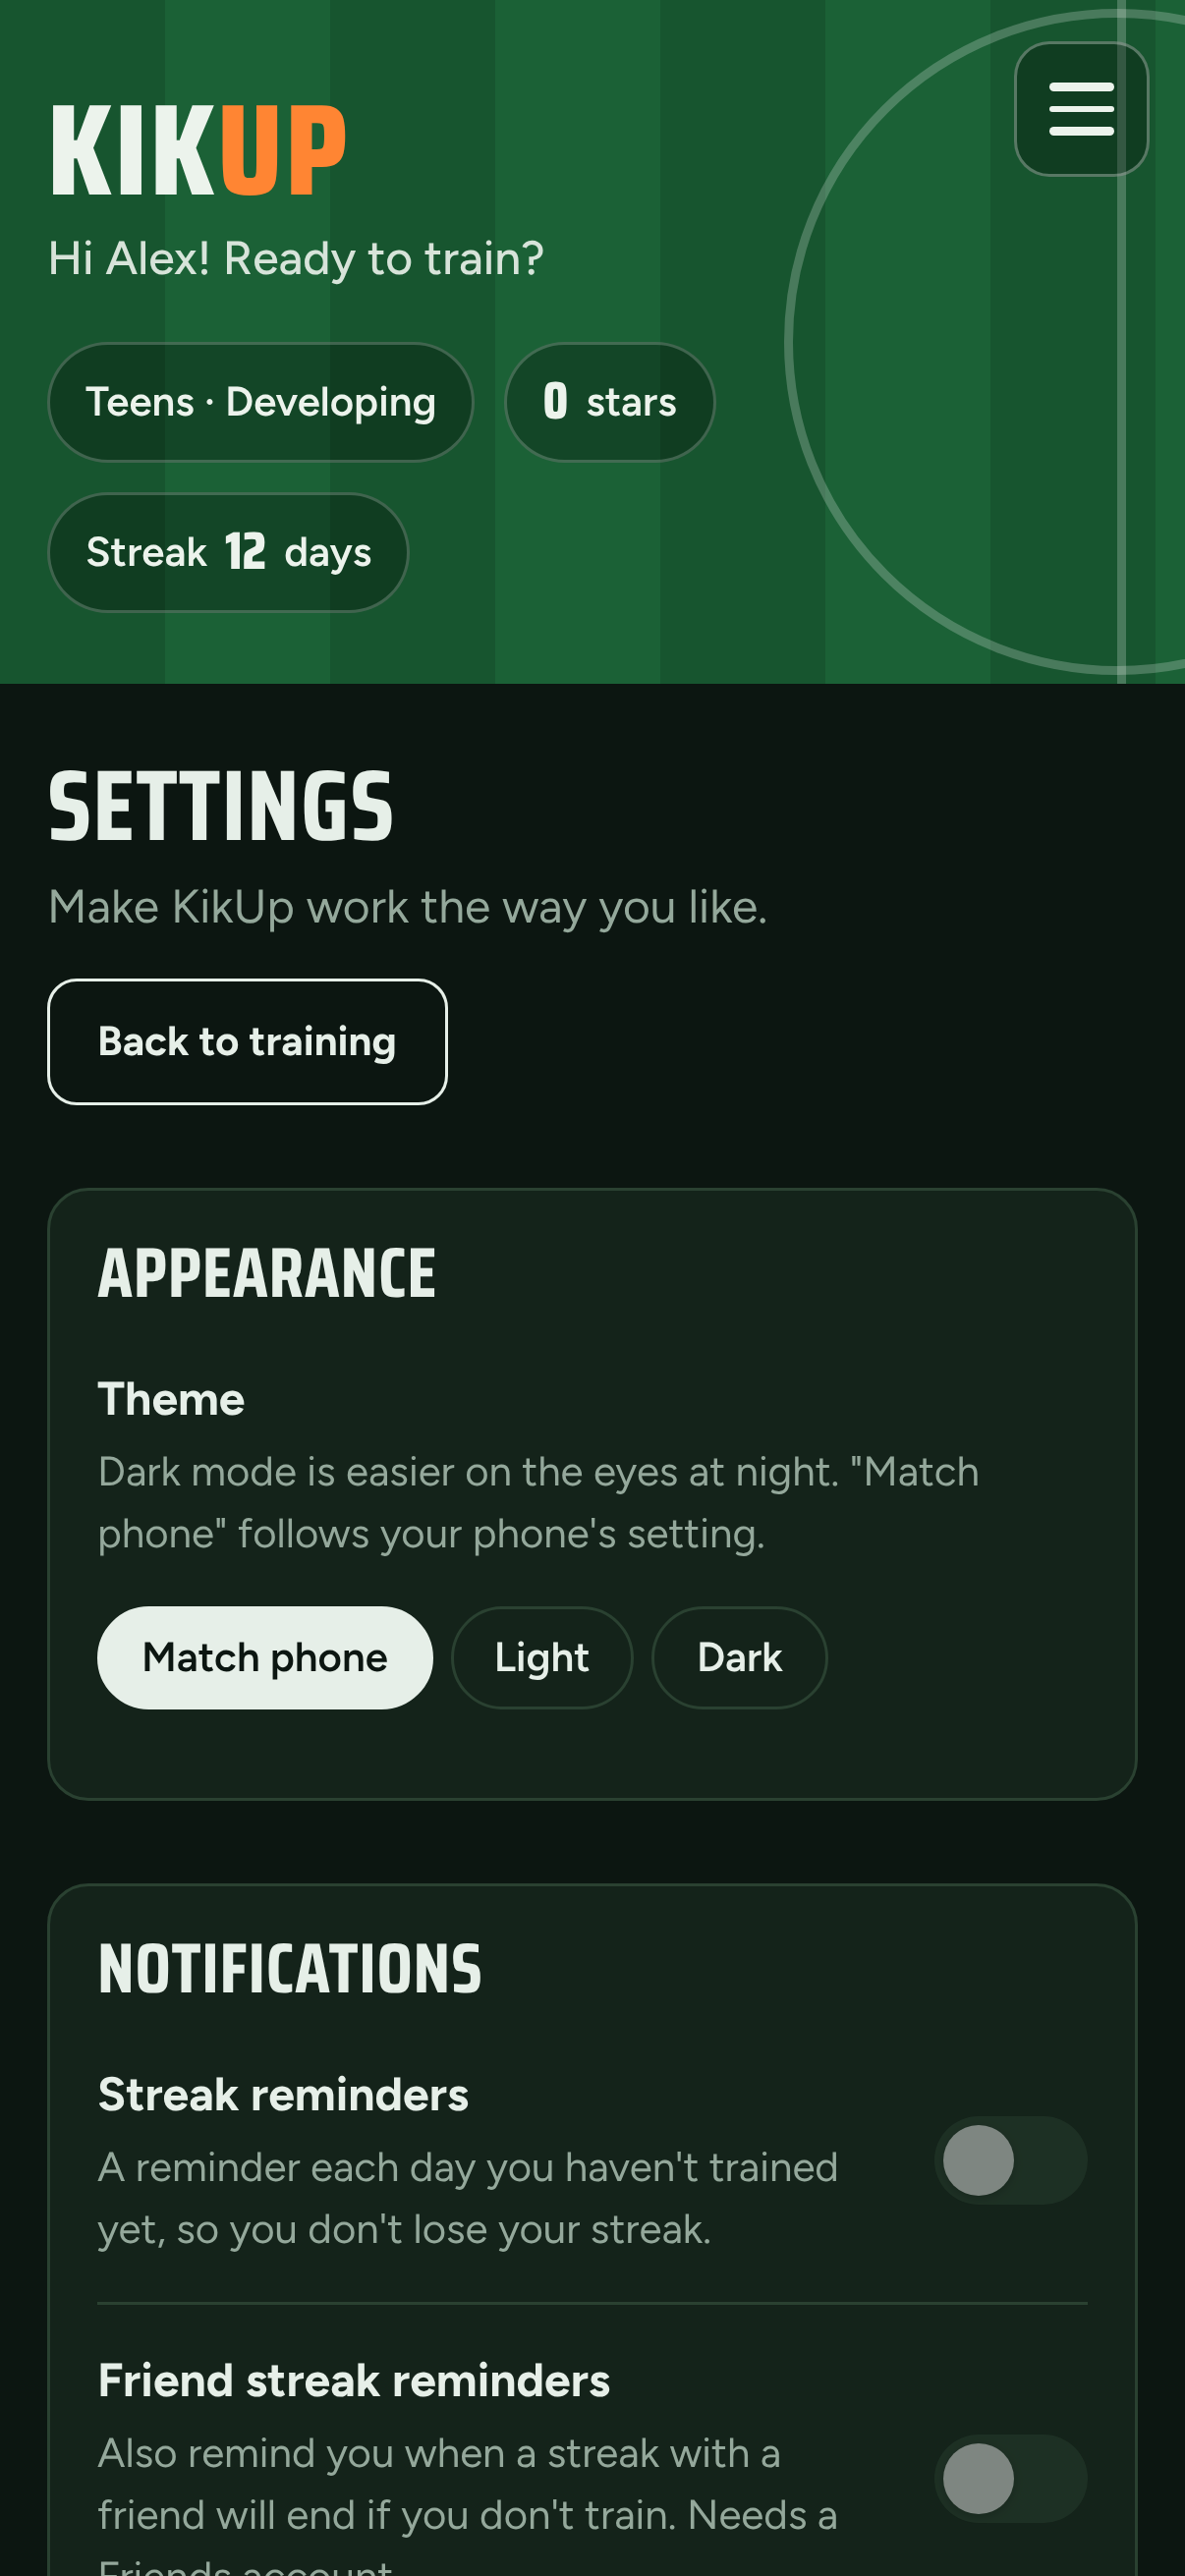 KIKUP
Hi Alex! Ready to train?
Teens · Developing
0 stars
Streak 12 days
SETTINGS
Make KikUp work the way you like.
Back to training
APPEARANCE
Theme
Dark mode is easier on the eyes at night. "Match
phone" follows your phone's setting.
Match phone
Light
Dark
NOTIFICATIONS
Streak reminders
A reminder each day you haven't trained
yet, so you don't lose your streak.
Friend streak reminders
Also remind you when a streak with a
friend will end if you don't train. Needs a
Friends account.